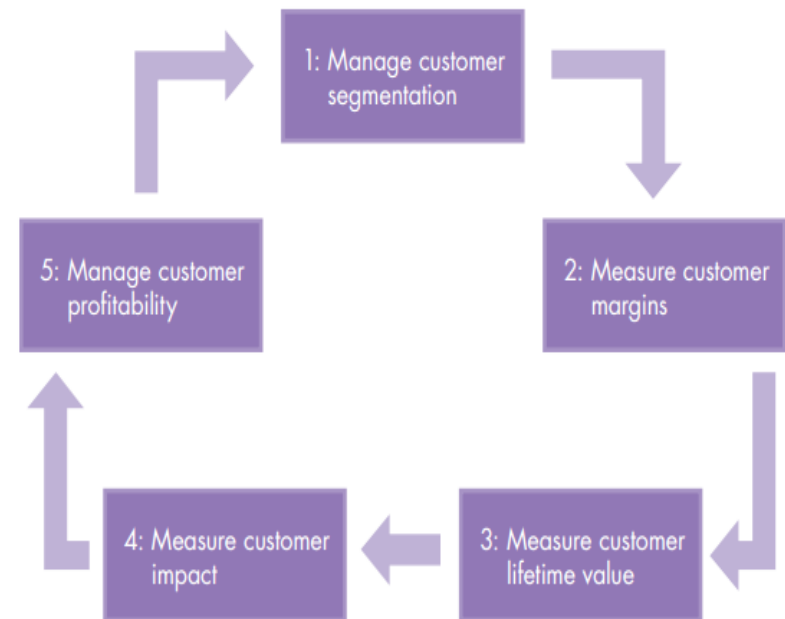 1: Manage customer
segmentation
2: Measure customer
margins
3: Measure customer
lifetime value
4: Measure customer
impact
5: Manage customer
profitability